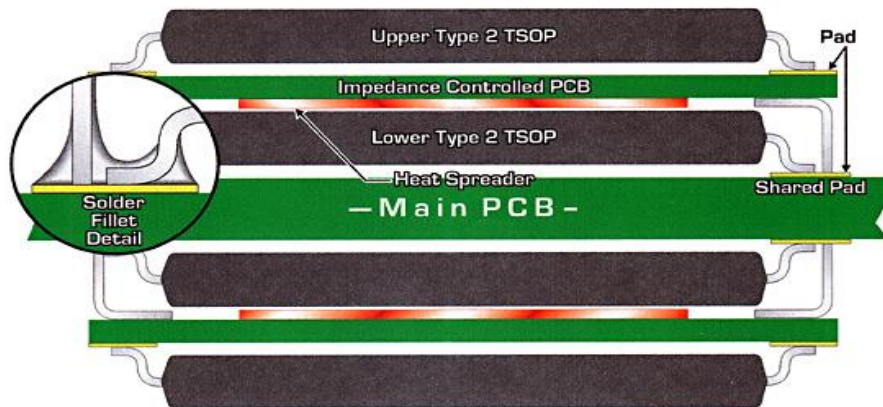 Upper Type 2 TSOP
Pad
Impedance Controlled PCB
Lower Type 2 TSOP
Heat Spreader
Shared Pad
Solder
Fillet
Detail
—Main PCB–